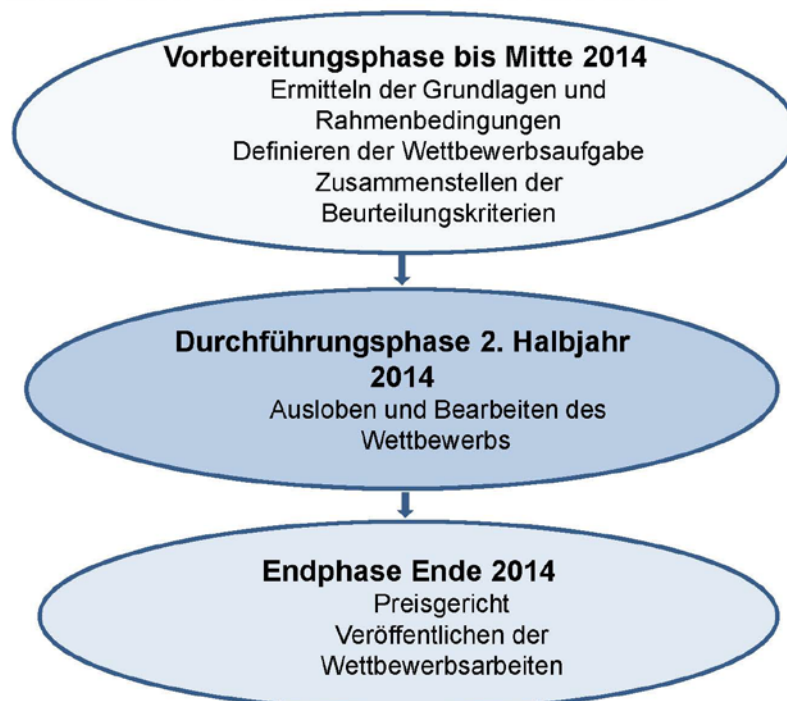 Vorbereitungsphase bis Mitte 2014
Ermitteln der Grundlagen und
Rahmenbedingungen
Definieren der Wettbewerbsaufgabe
Zusammenstellen der
Beurteilungskriterien
Durchführungsphase 2. Halbjahr
2014
Ausloben und Bearbeiten des
Wettbewerbs
Endphase Ende 2014
Preisgericht
Veröffentlichen der
Wettbewerbsarbeiten